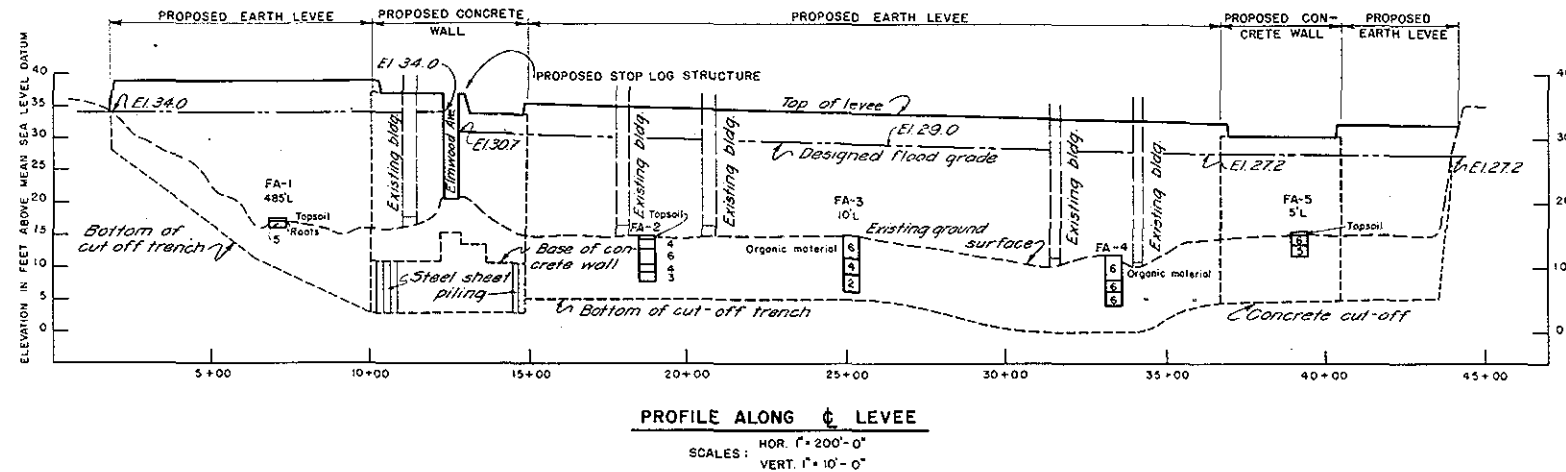 PROPOSED EARTH LEVEE
PROPOSED CONCRETE
WALL
PROPOSED EARTH LEVEE
PROPOSED CON-
CRETE WALL
PROPOSED
EARTH LEVEE
ELEVATION IN FEET ABOVE MEAN SEA LEVEL DATUM
40
35
30
25
20
15
10
5
0
El. 34.0
El. 34.0
PROPOSED STOP LOG STRUCTURE
Elmwood Ave.
El.30.7
Existing bldg.
Existing bldg.
Existing bldg.
Existing bldg.
Existing bldg.
Top of levee
El.29.0
Designed flood grade
El.27.2
El.27.2
FA-1
485'L
Topsoil
Roots
5
Bottom of
cut off trench
Steel sheet
piling
Base of con-
crete wall
FA-2
Topsoil
4
6
4
3
FA-3
10'L
Organic material
6
4
2
Existing ground
surface
FA-4
Organic material
6
6
6
FA-5
5'L
Topsoil
6
5
Bottom of cut-off trench
Concrete cut-off
40
30
20
10
0
5+00
10+00
15+00
20+00
25+00
30+00
35+00
40+00
45+00
PROFILE ALONG ℄ LEVEE
SCALES:
HOR. 1"=200'-0"
VERT. 1"=10'-0"